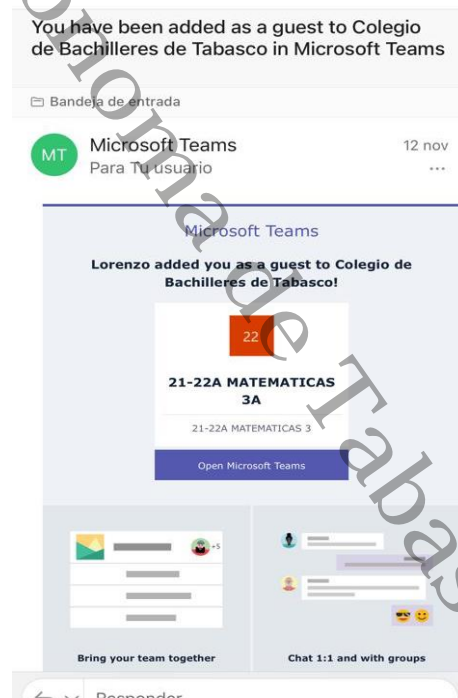 You have been added as a guest to Colegio
de Bachilleres de Tabasco in Microsoft Teams
Bandeja de entrada
MT
Microsoft Teams
12 nov
Para Tu usuario
...
Microsoft Teams
Lorenzo added you as a guest to Colegio de
Bachilleres de Tabasco!
22
21-22A MATEMATICAS
3A
21-22A MATEMATICAS 3
Open Microsoft Teams
+5
Bring your team together
Chat 1:1 and with groups
Responder